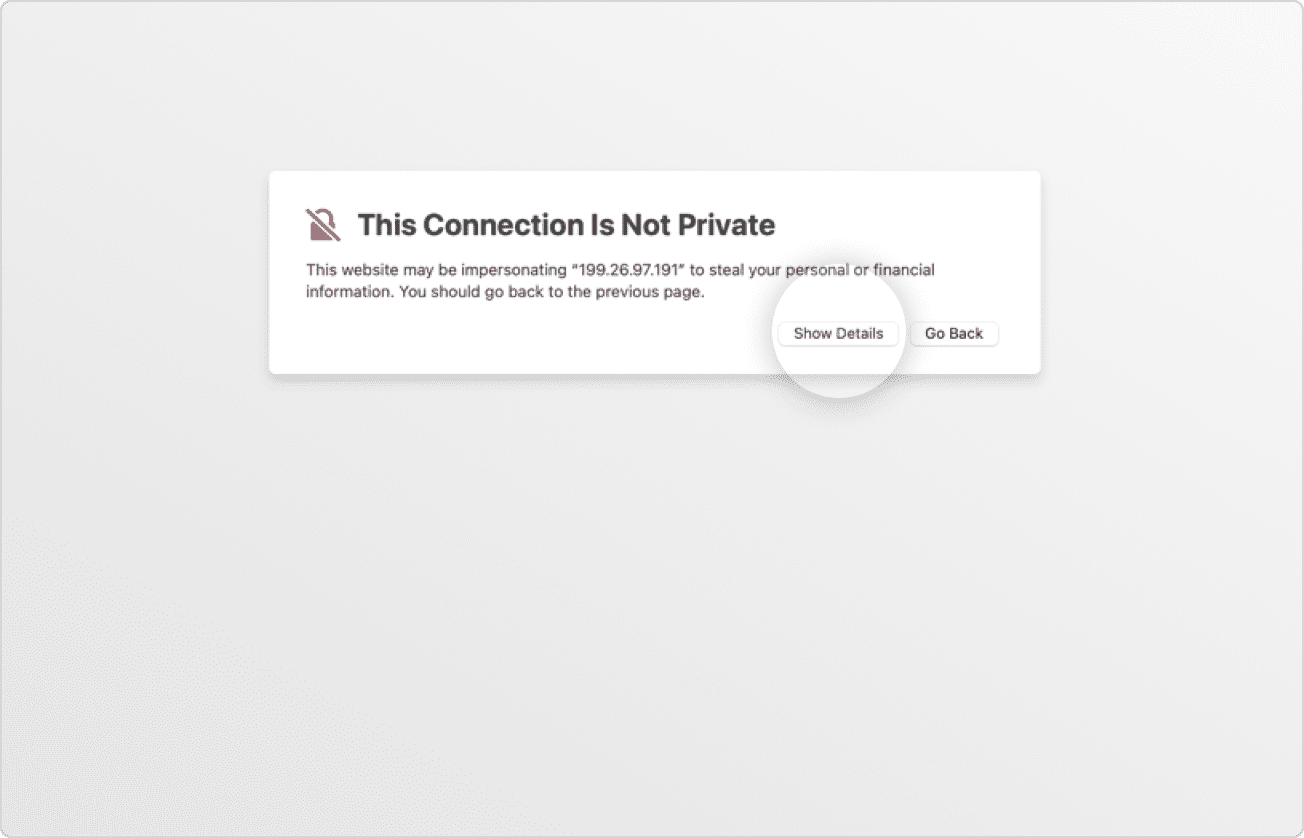 This Connection Is Not Private
This website may be impersonating “199.26.97.191” to steal your personal or financial
information. You should go back to the previous page.
Show Details Go Back